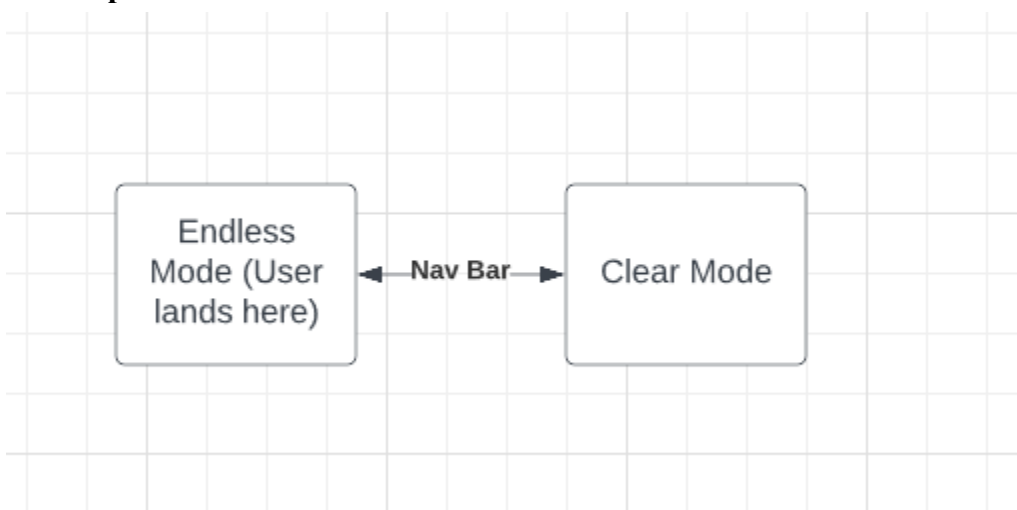 Endless
Mode (User
lands here)
Nav Bar
Clear Mode